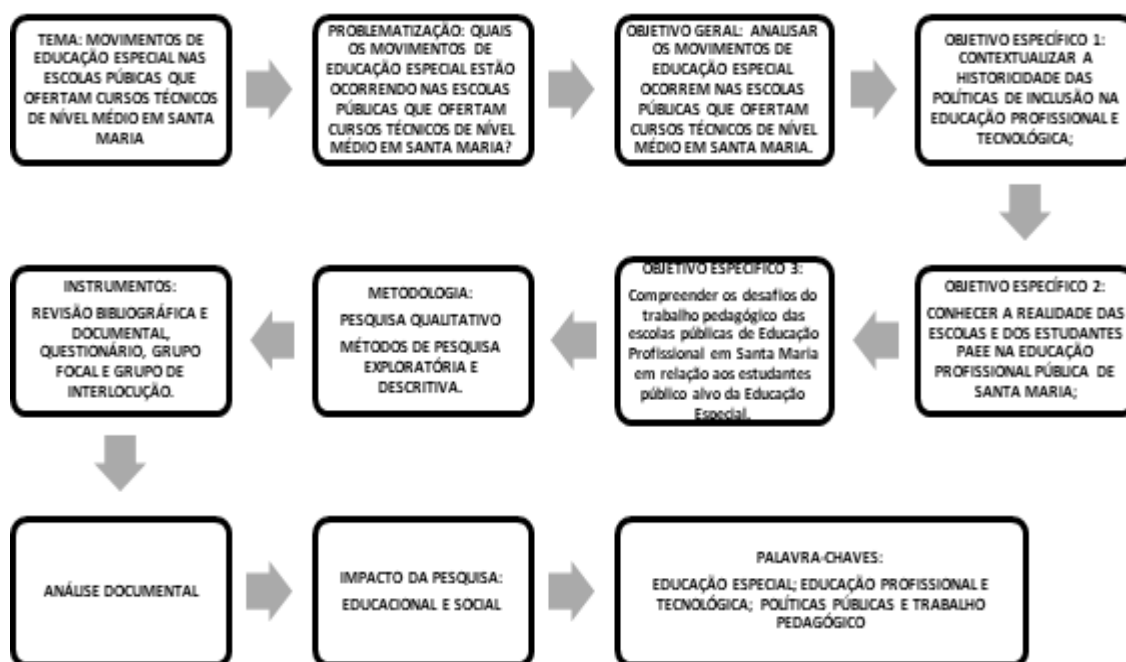 TEMA: MOVIMENTOS DE
EDUCAÇÃO ESPECIAL NAS
ESCOLAS PÚBICAS QUE
OFERTAM CURSOS TÉCNICOS
DE NÍVEL MÉDIO EM SANTA
MARIA
PROBLEMATIZAÇÃO: QUAIS
OS MOVIMENTOS DE
EDUCAÇÃO ESPECIAL ESTÃO
OCORRENDO NAS ESCOLAS
PÚBLICAS QUE OFERTAM
CURSOS TÉCNICOS DE NÍVEL
MÉDIO EM SANTA MARIA?
OBJETIVO GERAL: ANALISAR
OS MOVIMENTOS DE
EDUCAÇÃO ESPECIAL
OCORREM NAS ESCOLAS
PÚBLICAS QUE OFERTAM
CURSOS TÉCNICOS DE NÍVEL
MÉDIO EM SANTA MARIA.
OBJETIVO ESPECÍFICO 1:
CONTEXTUALIZAR A
HISTORICIDADE DAS
POLÍTICAS DE INCLUSÃO NA
EDUCAÇÃO PROFISSIONAL E
TECNOLÓGICA;
OBJETIVO ESPECÍFICO 2:
CONHECER A REALIDADE DAS
ESCOLAS E DOS ESTUDANTES
PAEE NA EDUCAÇÃO
PROFISSIONAL PÚBLICA DE
SANTA MARIA;
OBJETIVO ESPECÍFICO 3:
Compreender os desafios do
trabalho pedagógico das
escolas públicas de Educação
Profissional em Santa Maria
em relação aos estudantes
público alvo da Educação
Especial.
METODOLOGIA:
PESQUISA QUALITATIVO
MÉTODOS DE PESQUISA
EXPLORATÓRIA E
DESCRITIVA.
INSTRUMENTOS:
REVISÃO BIBLIOGRÁFICA E
DOCUMENTAL,
QUESTIONÁRIO, GRUPO
FOCAL E GRUPO DE
INTERLOCUÇÃO.
ANÁLISE DOCUMENTAL
IMPACTO DA PESQUISA:
EDUCACIONAL E SOCIAL
PALAVRA-CHAVES:
EDUCAÇÃO ESPECIAL; EDUCAÇÃO PROFISSIONAL E
TECNOLÓGICA; POLÍTICAS PÚBLICAS E TRABALHO
PEDAGÓGICO